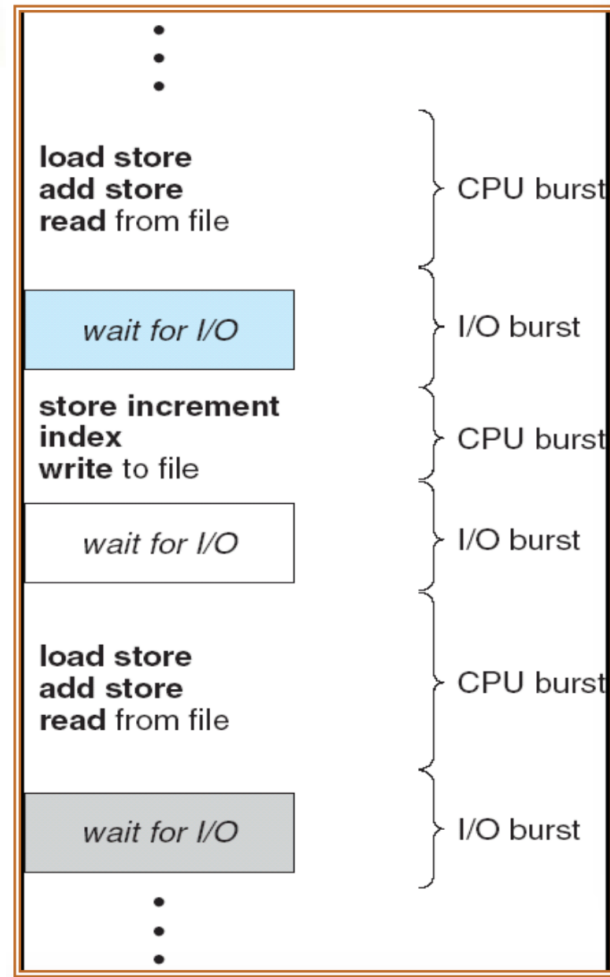 load store
add store
read from file
CPU burst
wait for I/O
I/O burst
store increment
index
write to file
CPU burst
wait for I/O
I/O burst
load store
add store
read from file
CPU burst
wait for I/O
I/O burst